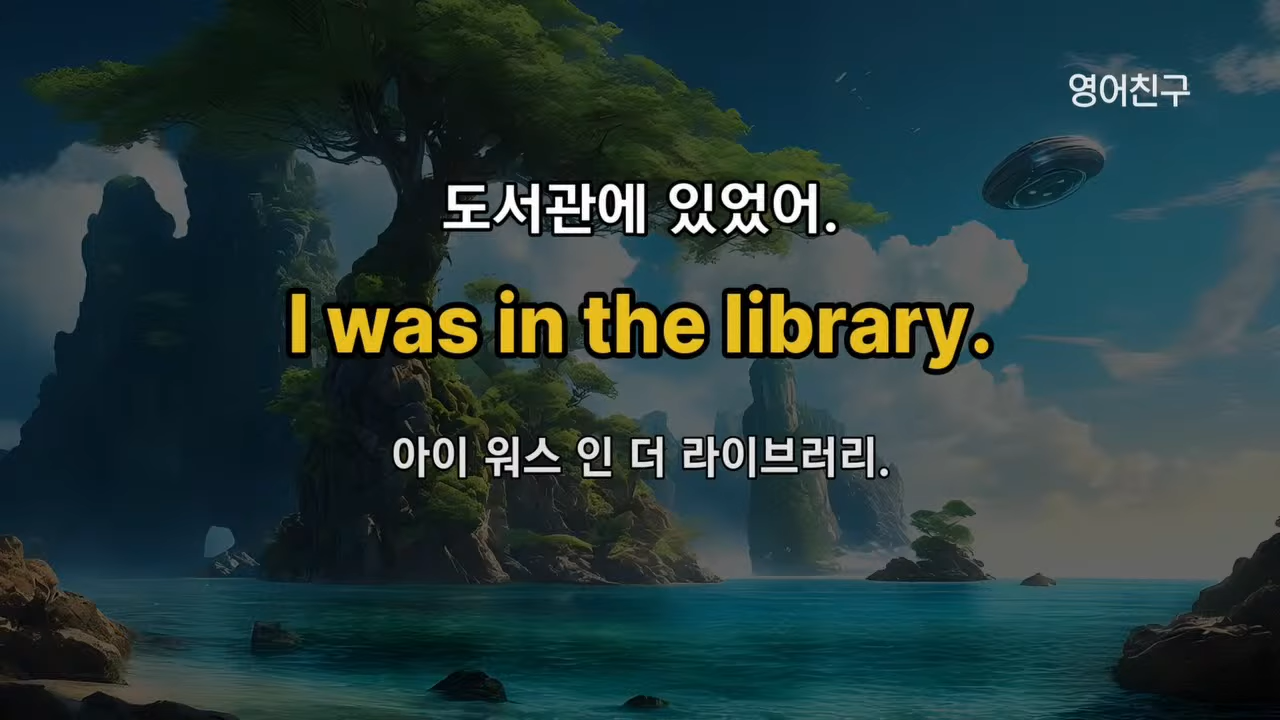 영어친구
도서관에 있었어.
I was in the library.
아이 워스 인 더 라이브러리.